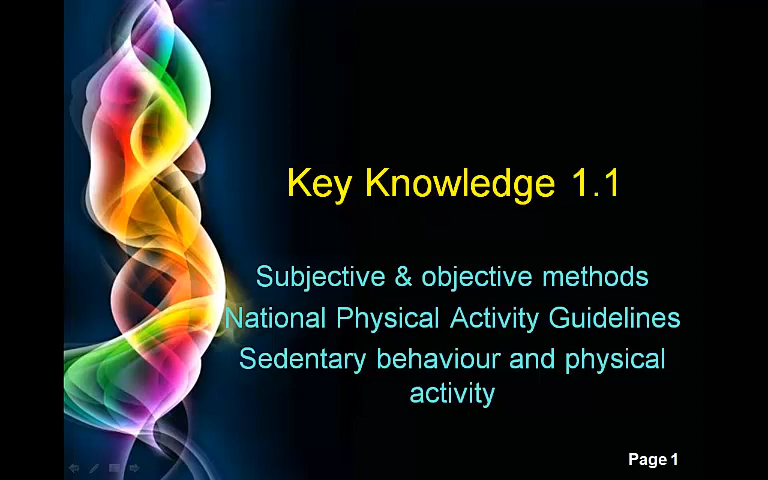 Key Knowledge 1.1
Subjective & objective methods
National Physical Activity Guidelines
Sedentary behaviour and physical
activity
Page 1